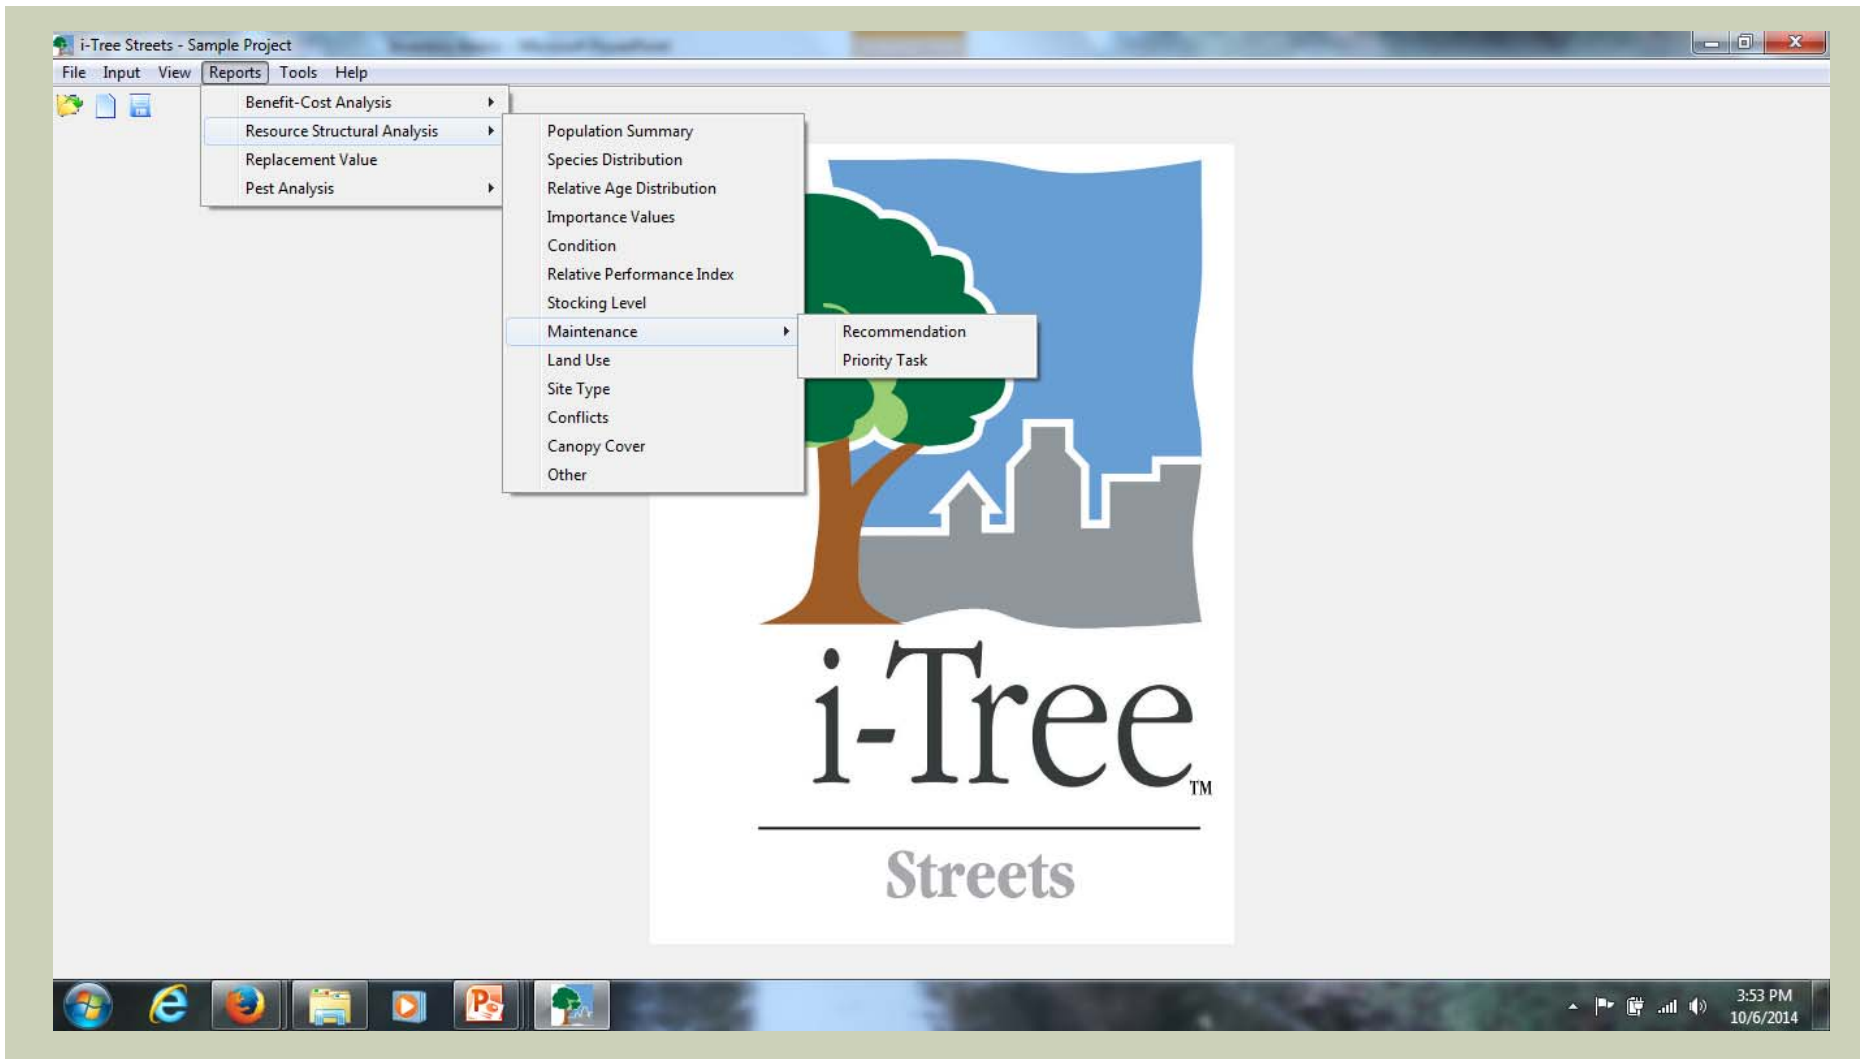 i-Tree Streets - Sample Project
File Input View Reports Tools Help
Benefit-Cost Analysis
Resource Structural Analysis
Replacement Value
Pest Analysis
Population Summary
Species Distribution
Relative Age Distribution
Importance Values
Condition
Relative Performance Index
Stocking Level
Maintenance
Land Use
Site Type
Conflicts
Canopy Cover
Other
Recommendation
Priority Task
i-Tree™
Streets
3:53 PM
10/6/2014